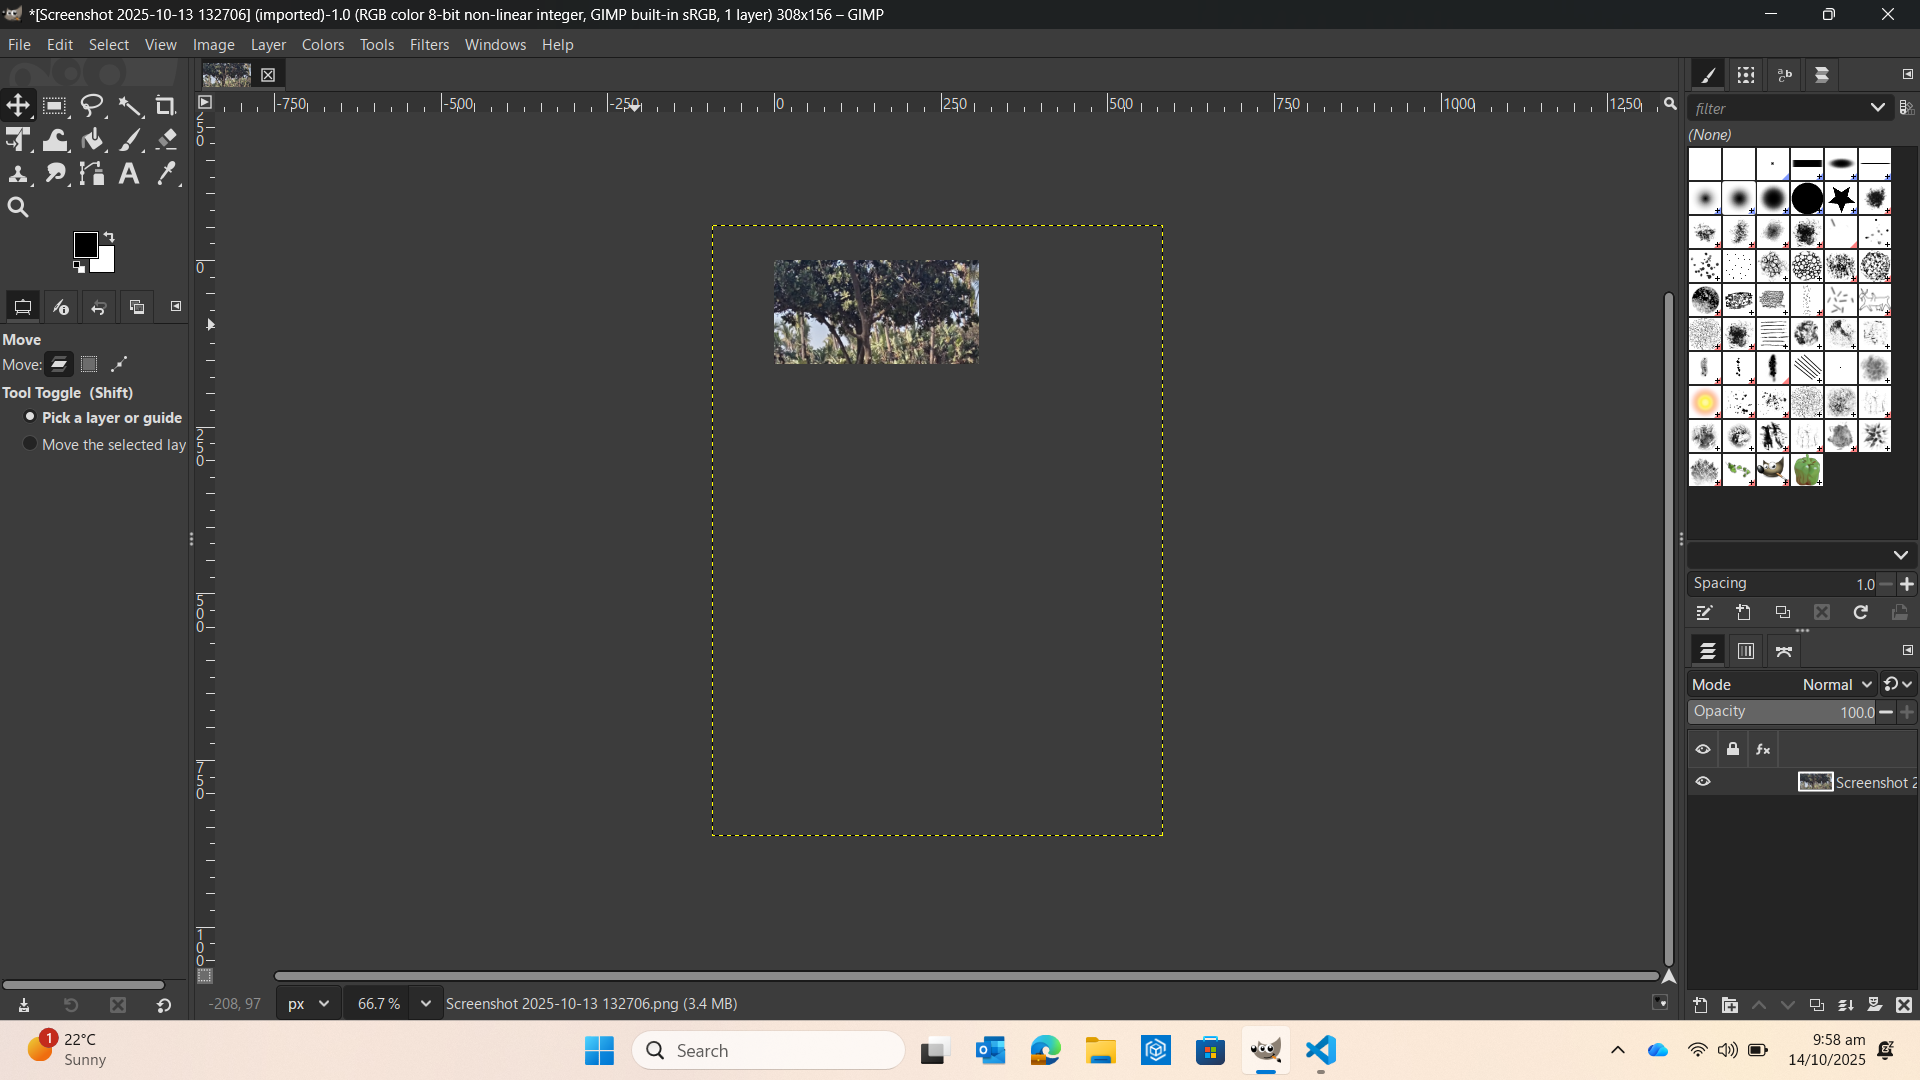 *[Screenshot 2025-10-13 132706] (imported)-1.0 (RGB color 8-bit non-linear integer, GIMP built-in sRGB, 1 layer) 308x156 – GIMP
File Edit Select View Image Layer Colors Tools Filters Windows Help
-750 -500 -250 0 250 500 750 1000 1250
250
0
250
500
750
100
Move
Move:
Tool Toggle (Shift)
Pick a layer or guide
Move the selected lay
filter
(None)
Spacing 1.0
Mode Normal
Opacity 100.0
fx
Screenshot 2
-208, 97 px 66.7 % Screenshot 2025-10-13 132706.png (3.4 MB)
1
22°C
Sunny
Search
9:58 am
14/10/2025